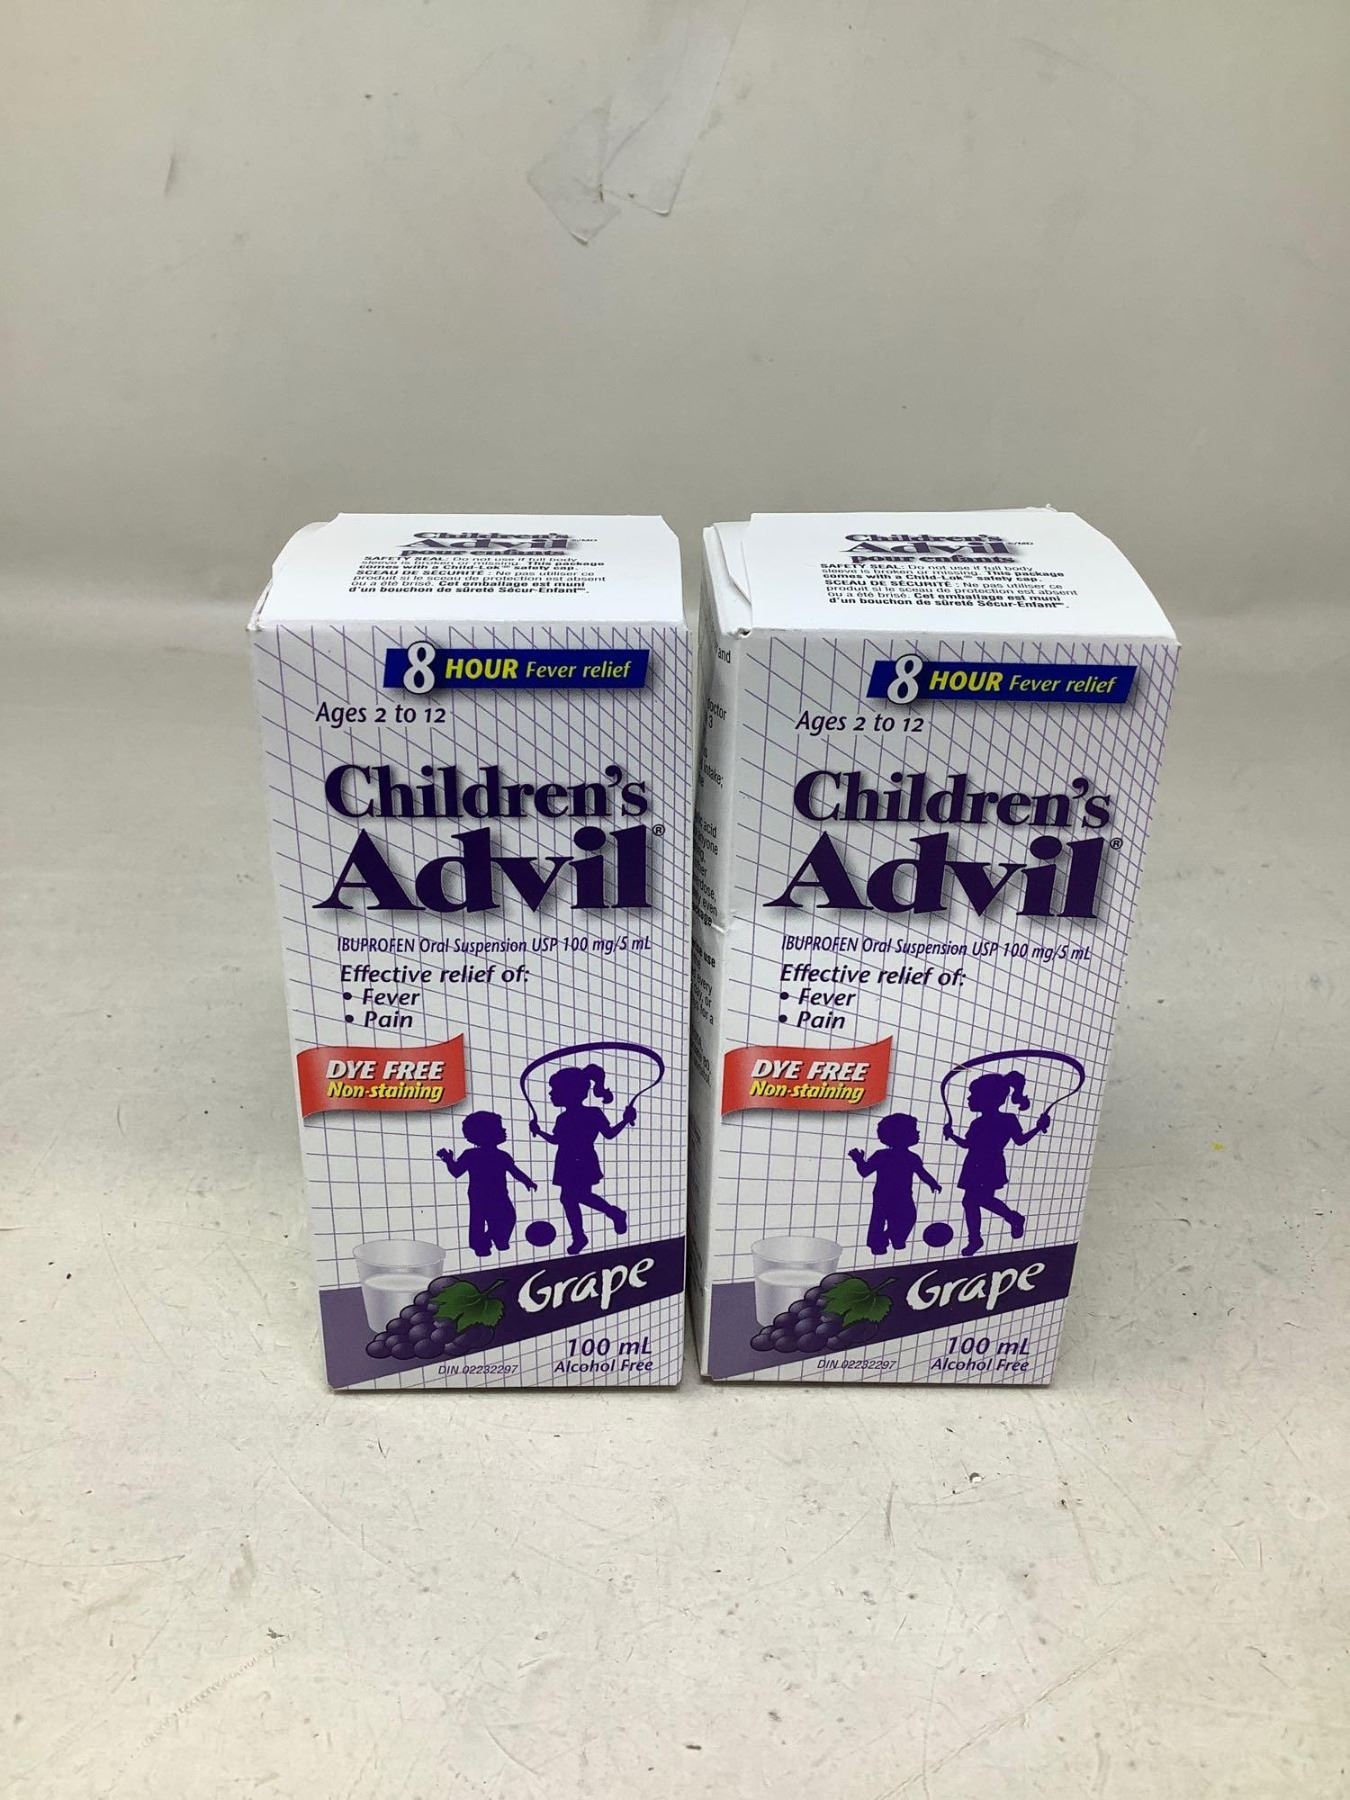 Children's
Advil
pour enfants
SAFETY SEAL: Do not use if full body
sleeve is broken or missing. This package
comes with a Child-Lok™ safety cap.
SCEAU DE SÉCURITÉ : Ne pas utiliser ce
produit si le sceau de protection est absent
ou a été brisé. Cet emballage est muni
d'un bouchon de sûreté Sécur-Enfant™.
8 HOUR Fever relief
Ages 2 to 12
Children's
Advil®
IBUPROFEN Oral Suspension USP 100 mg/5 mL
Effective relief of:
• Fever
• Pain
DYE FREE
Non-staining
Grape
100 mL
DIN 02232297
Alcohol Free
Children's
Advil
pour enfants
SAFETY SEAL: Do not use if full body
sleeve is broken or missing. This package
comes with a Child-Lok™ safety cap.
SCEAU DE SÉCURITÉ : Ne pas utiliser ce
produit si le sceau de protection est absent
ou a été brisé. Cet emballage est muni
d'un bouchon de sûreté Sécur-Enfant™.
8 HOUR Fever relief
Ages 2 to 12
Children's
Advil®
IBUPROFEN Oral Suspension USP 100 mg/5 mL
Effective relief of:
• Fever
• Pain
DYE FREE
Non-staining
Grape
100 mL
DIN 02232297
Alcohol Free